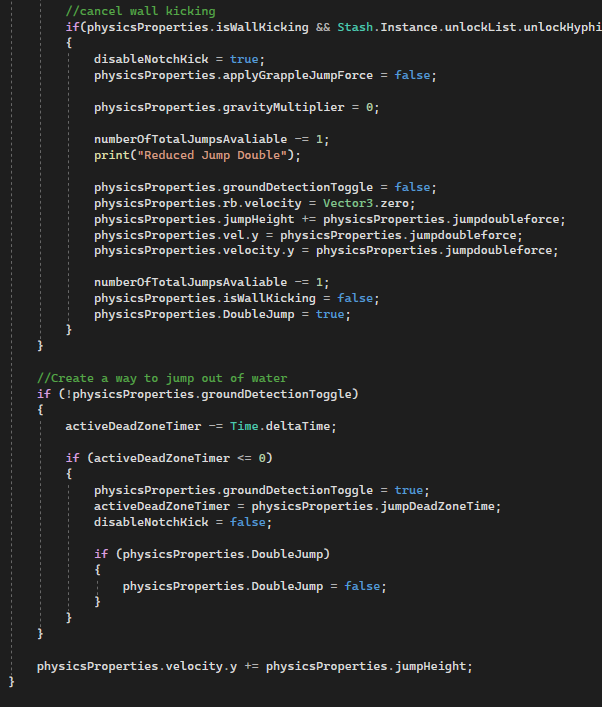 //cancel wall kicking
if(physicsProperties.isWallKicking && Stash.Instance.unlockList.unlockHyphi
{
disableNotchKick = true;
physicsProperties.applyGrappleJumpForce = false;
physicsProperties.gravityMultiplier = 0;
numberOfTotalJumpsAvaliable -= 1;
print("Reduced Jump Double");
physicsProperties.groundDetectionToggle = false;
physicsProperties.rb.velocity = Vector3.zero;
physicsProperties.jumpHeight += physicsProperties.jumpdoubleforce;
physicsProperties.vel.y = physicsProperties.jumpdoubleforce;
physicsProperties.velocity.y = physicsProperties.jumpdoubleforce;
numberOfTotalJumpsAvaliable -= 1;
physicsProperties.isWallKicking = false;
physicsProperties.DoubleJump = true;
}
}
//Create a way to jump out of water
if (!physicsProperties.groundDetectionToggle)
{
activeDeadZoneTimer -= Time.deltaTime;
if (activeDeadZoneTimer <= 0)
{
physicsProperties.groundDetectionToggle = true;
activeDeadZoneTimer = physicsProperties.jumpDeadZoneTime;
disableNotchKick = false;
if (physicsProperties.DoubleJump)
{
physicsProperties.DoubleJump = false;
}
}
}
physicsProperties.velocity.y += physicsProperties.jumpHeight;
}